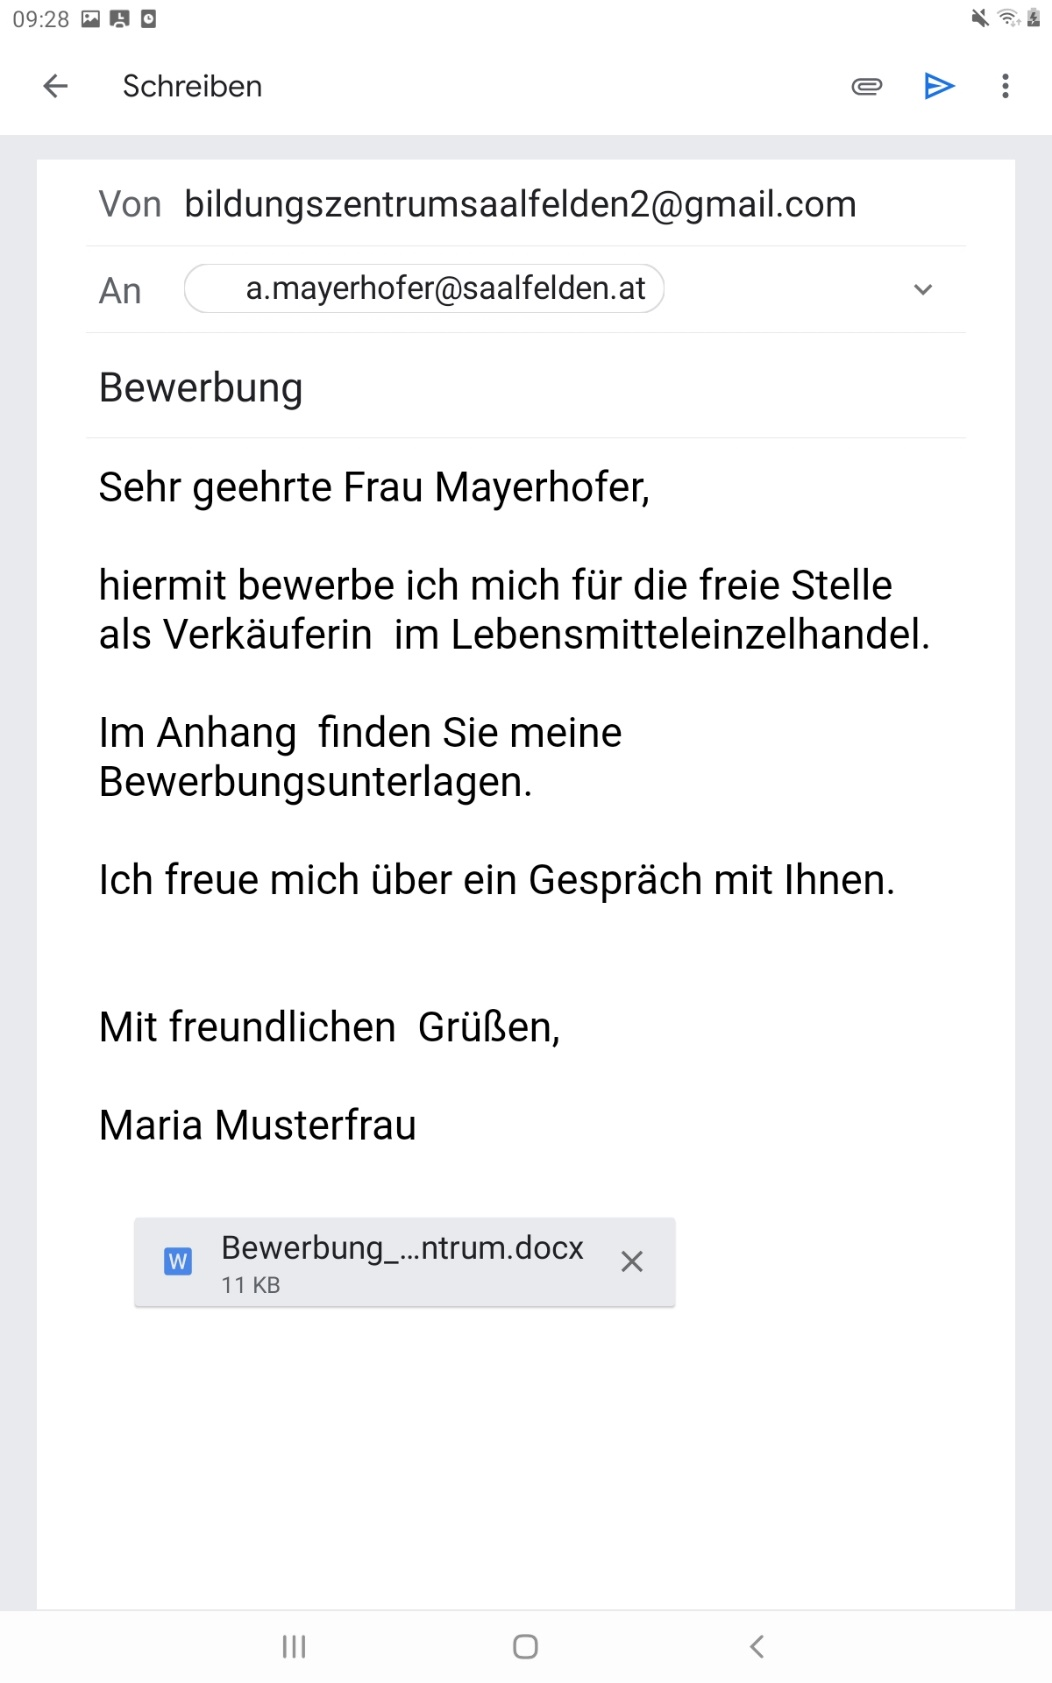 09:28
Schreiben
Von bildungszentrumsaalfelden2@gmail.com
An a.mayerhofer@saalfelden.at
Bewerbung
Sehr geehrte Frau Mayerhofer,
hiermit bewerbe ich mich für die freie Stelle
als Verkäuferin  im Lebensmitteleinzelhandel.
Im Anhang  finden Sie meine
Bewerbungsunterlagen.
Ich freue mich über ein Gespräch mit Ihnen.
Mit freundlichen  Grüßen,
Maria Musterfrau
W Bewerbung_...ntrum.docx
11 KB